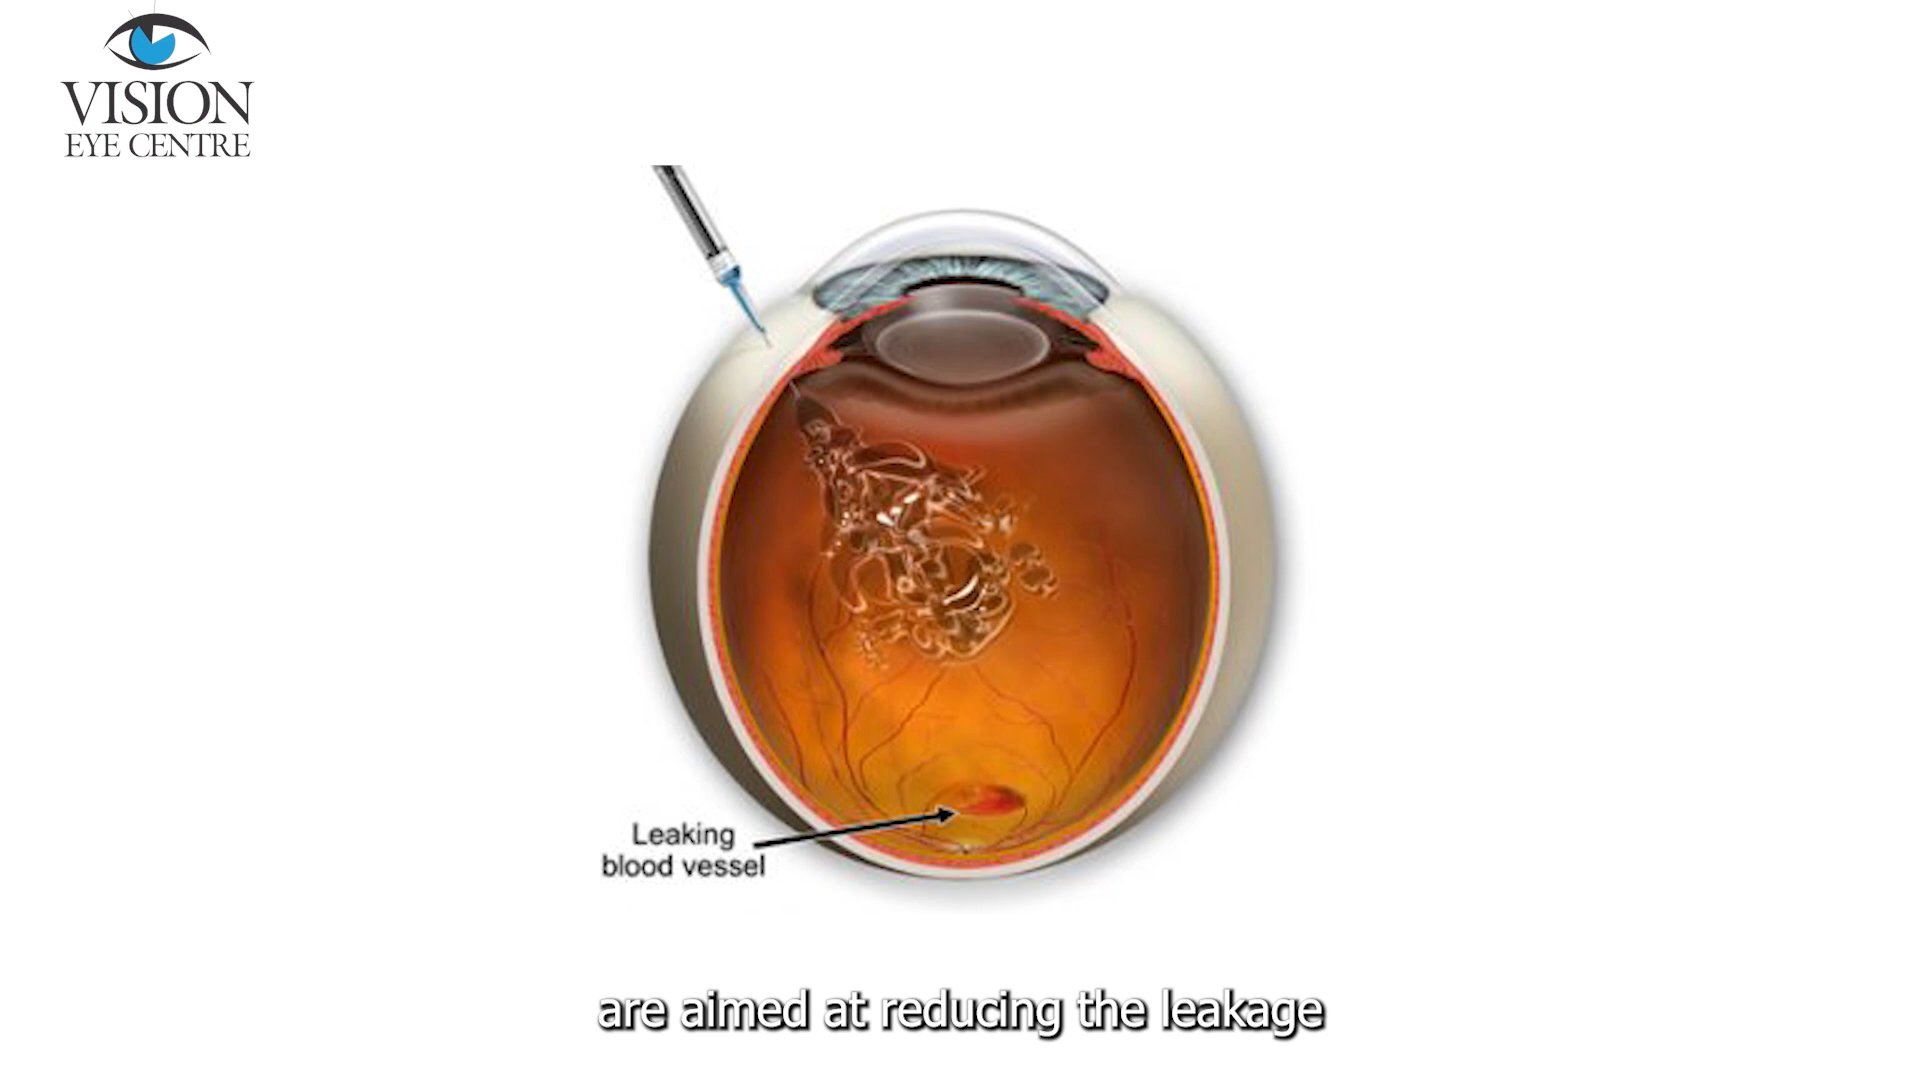 VISION
EYE CENTRE
Leaking
blood vessel
are aimed at reducing the leakage